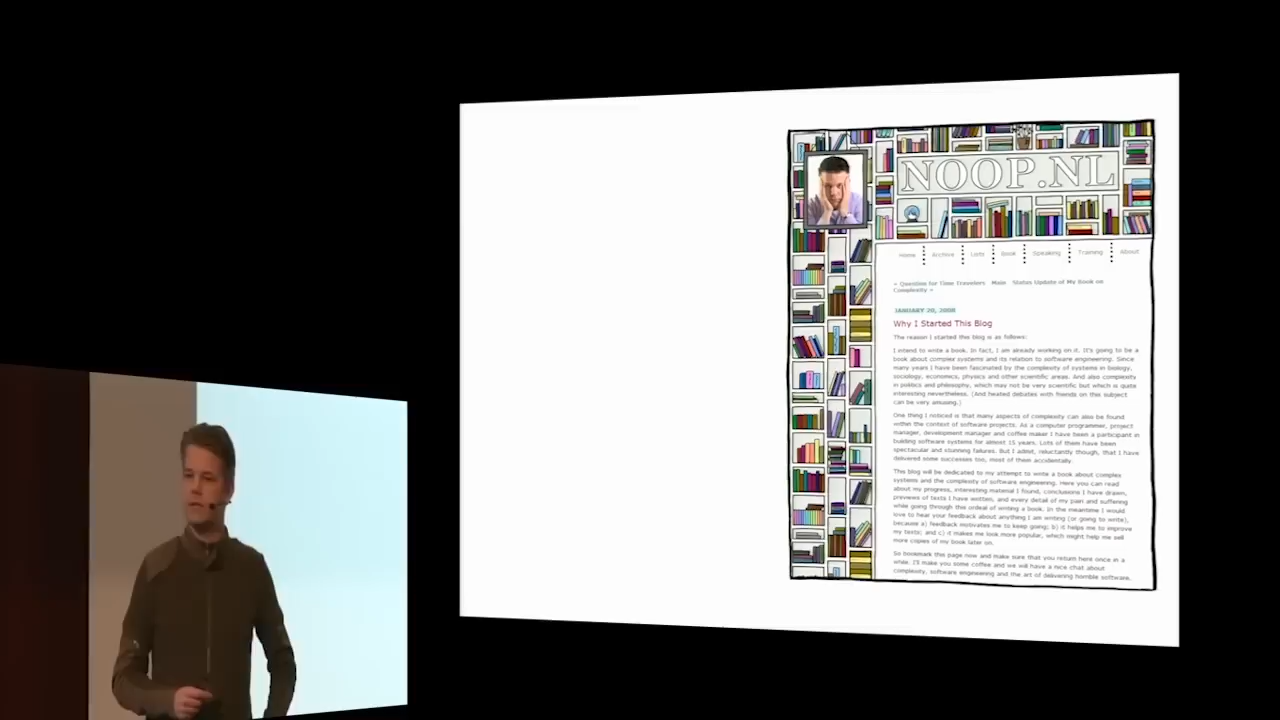 NOOP.NL
Home Archive Lists Book Speaking Training About
« Question for Time Travelers Main Status Update of My Book on
Complexity »
JANUARY 20, 2008
Why I Started This Blog
The reason I started this blog is as follows:
I intend to write a book. In fact, I am already working on it. It's going to be a
book about complex systems and its relation to software engineering. Since
many years I have been fascinated by the complexity of systems in biology,
sociology, economics, physics and other scientific areas. And also complexity
in politics and philosophy, which may not be very scientific but which is quite
interesting nevertheless. (And heated debates with friends on this subject
can be very amusing.)
One thing I noticed is that many aspects of complexity can also be found
within the context of software projects. As a computer programmer, project
manager, development manager and coffee maker I have been a participant in
building software systems for almost 15 years. Lots of them have been
spectacular and stunning failures. But I admit, reluctantly though, that I have
delivered some successes too, most of them accidentally.
This blog will be dedicated to my attempt to write a book about complex
systems and the complexity of software engineering. Here you can read
about my progress, interesting material I found, conclusions I have drawn,
previews of texts I have written, and every detail of my pain and suffering
while going through this ordeal of writing a book. In the meantime I would
love to hear your feedback about anything I am writing (or going to write),
because a) feedback motivates me to keep going; b) it helps me to improve
my texts; and c) it makes me look more popular, which might help me sell
more copies of my book later on.
So bookmark this page now and make sure that you return here once in a
while. I'll make you some coffee and we will have a nice chat about
complexity, software engineering and the art of delivering horrible software.